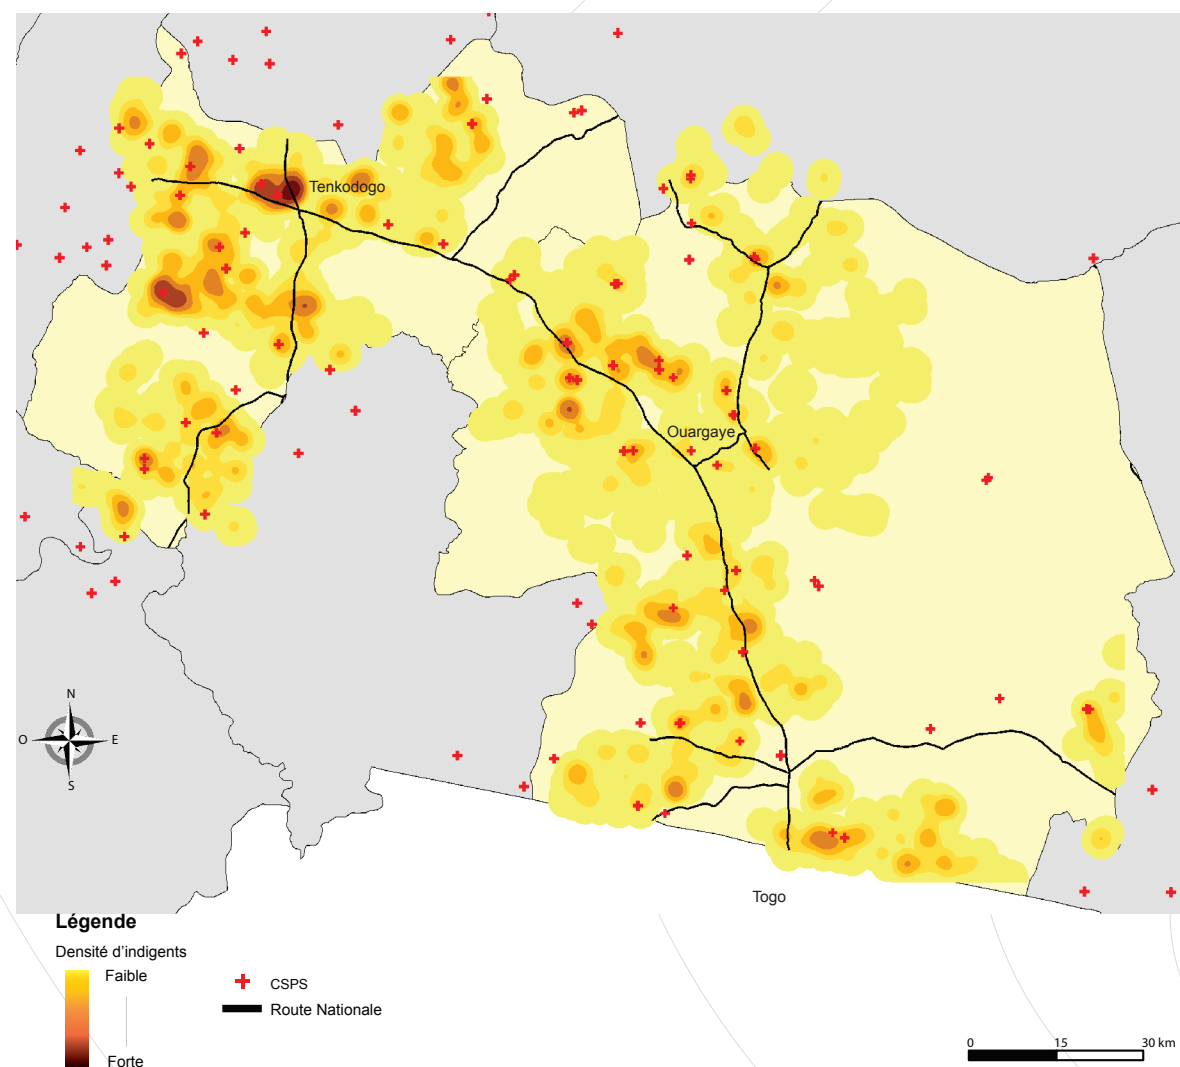 Tenkodogo
Ouargaye
N
O E
S
Togo
Légende
Densité d'indigents
Faible
Forte
CSPS
Route Nationale
0 15 30 km